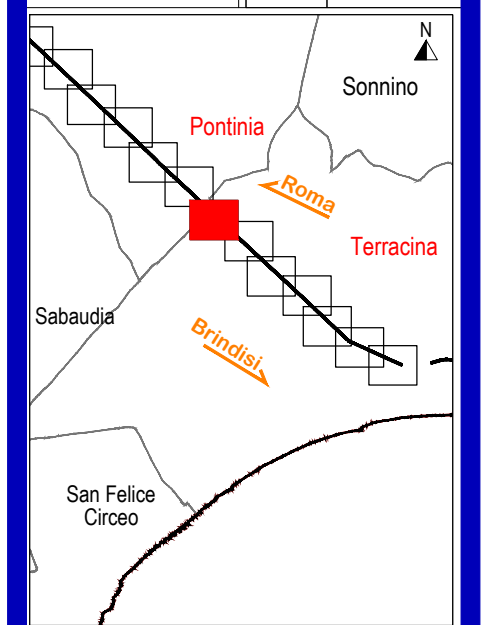 N
Sonnino
Pontinia
Roma
Terracina
Sabaudia
Brindisi
San Felice
Circeo